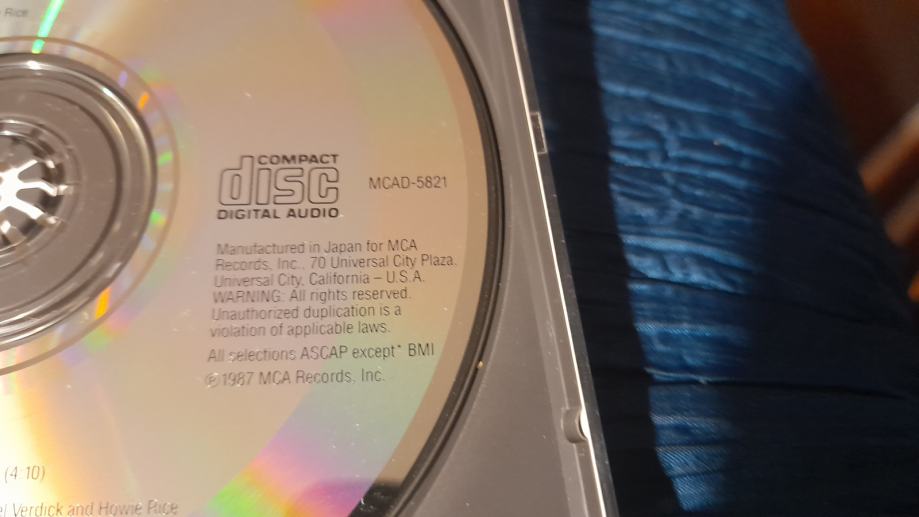 Rice
COMPACT
disc
DIGITAL AUDIO
MCAD-5821
Manufactured in Japan for MCA
Records, Inc., 70 Universal City Plaza.
Universal City, California – U.S.A.
WARNING: All rights reserved.
Unauthorized duplication is a
violation of applicable laws.
All selections ASCAP except* BMI
℗1987 MCA Records, Inc.
(4:10)
el Verdick and Howie Rice